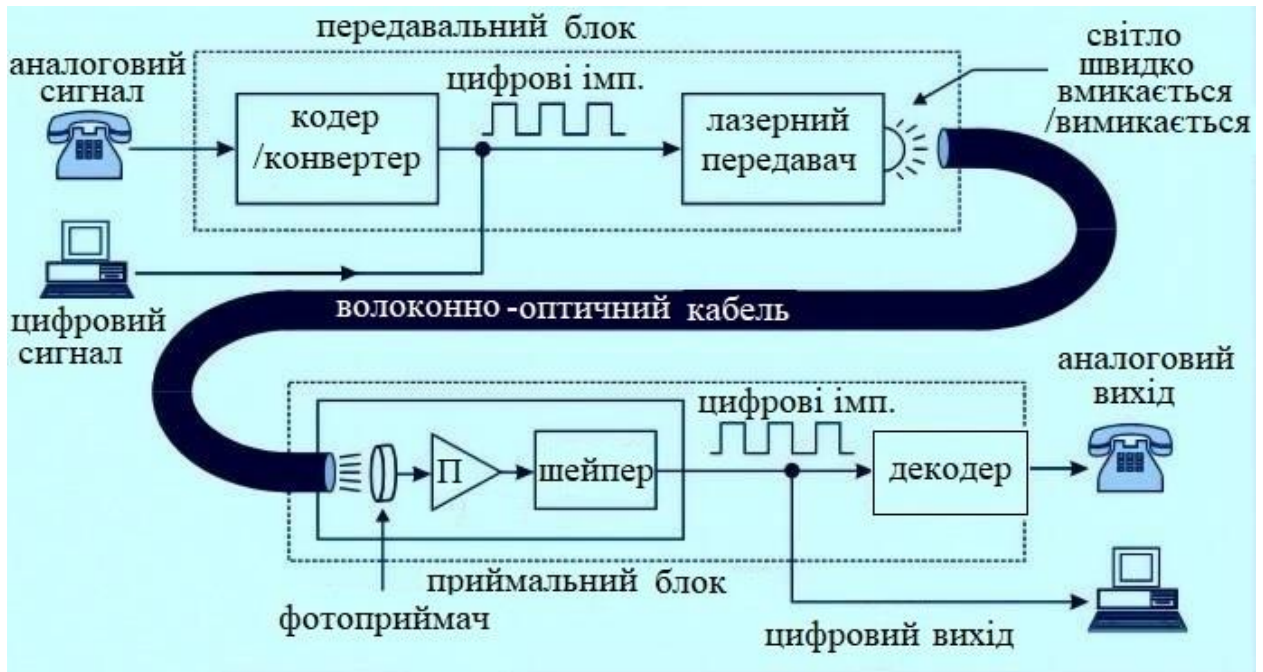 передавальний блок
аналоговий
сигнал
цифрові імп.
світло
швидко
вмикається
/вимикається
кодер
/конвертер
лазерний
передавач
волоконно-оптичний кабель
цифровий
сигнал
аналоговий
вихід
цифрові імп.
П
шейпер
декодер
приймальний блок
фотоприймач
цифровий вихід